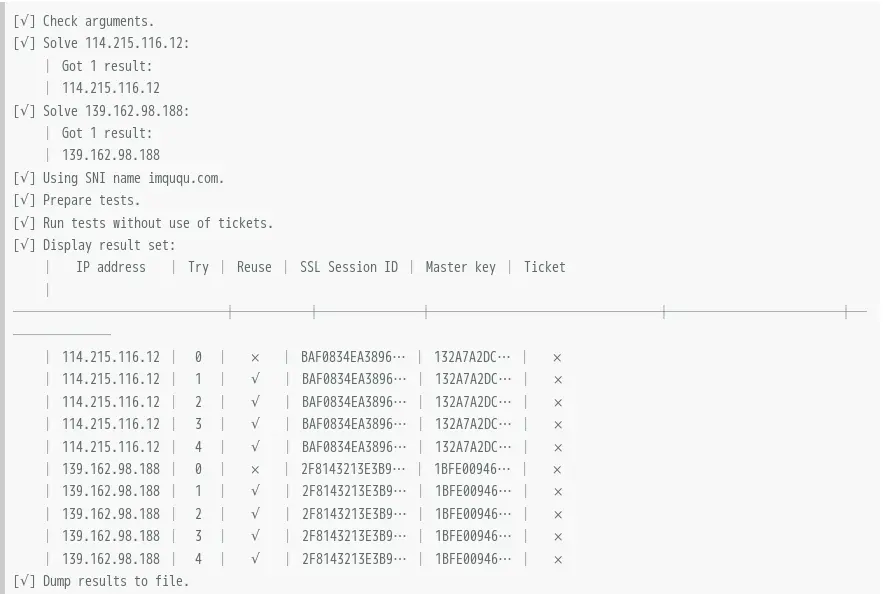 [√] Check arguments.
[√] Solve 114.215.116.12:
| Got 1 result:
| 114.215.116.12
[√] Solve 139.162.98.188:
| Got 1 result:
| 139.162.98.188
[√] Using SNI name imququ.com.
[√] Prepare tests.
[√] Run tests without use of tickets.
[√] Display result set:
| IP address | Try | Reuse | SSL Session ID | Master key | Ticket
|
| 114.215.116.12 | 0 | × | BAF0834EA3896… | 132A7A2DC… | ×
| 114.215.116.12 | 1 | √ | BAF0834EA3896… | 132A7A2DC… | ×
| 114.215.116.12 | 2 | √ | BAF0834EA3896… | 132A7A2DC… | ×
| 114.215.116.12 | 3 | √ | BAF0834EA3896… | 132A7A2DC… | ×
| 114.215.116.12 | 4 | √ | BAF0834EA3896… | 132A7A2DC… | ×
| 139.162.98.188 | 0 | × | 2F8143213E3B9… | 1BFE00946… | ×
| 139.162.98.188 | 1 | √ | 2F8143213E3B9… | 1BFE00946… | ×
| 139.162.98.188 | 2 | √ | 2F8143213E3B9… | 1BFE00946… | ×
| 139.162.98.188 | 3 | √ | 2F8143213E3B9… | 1BFE00946… | ×
| 139.162.98.188 | 4 | √ | 2F8143213E3B9… | 1BFE00946… | ×
[√] Dump results to file.